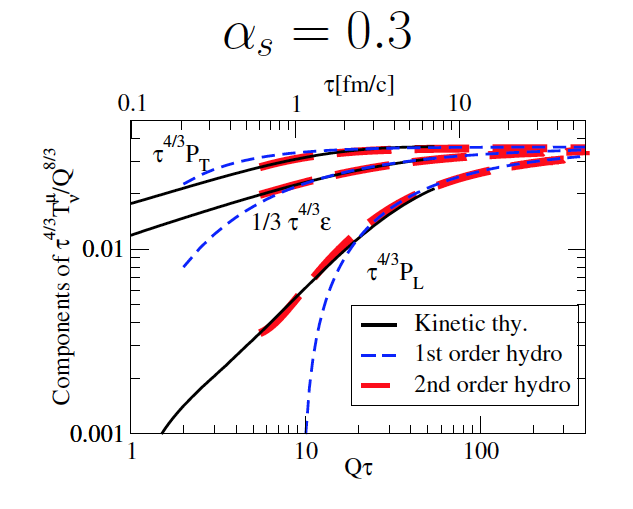 αₛ = 0.3
τ[fm/c]
0.1 1 10
Components of τ^4/3 T^μ_ν/Q^8/3
τ^4/3 P_T
1/3 τ^4/3 ε
τ^4/3 P_L
0.01
0.001
Kinetic thy.
1st order hydro
2nd order hydro
1 10 100
Qτ